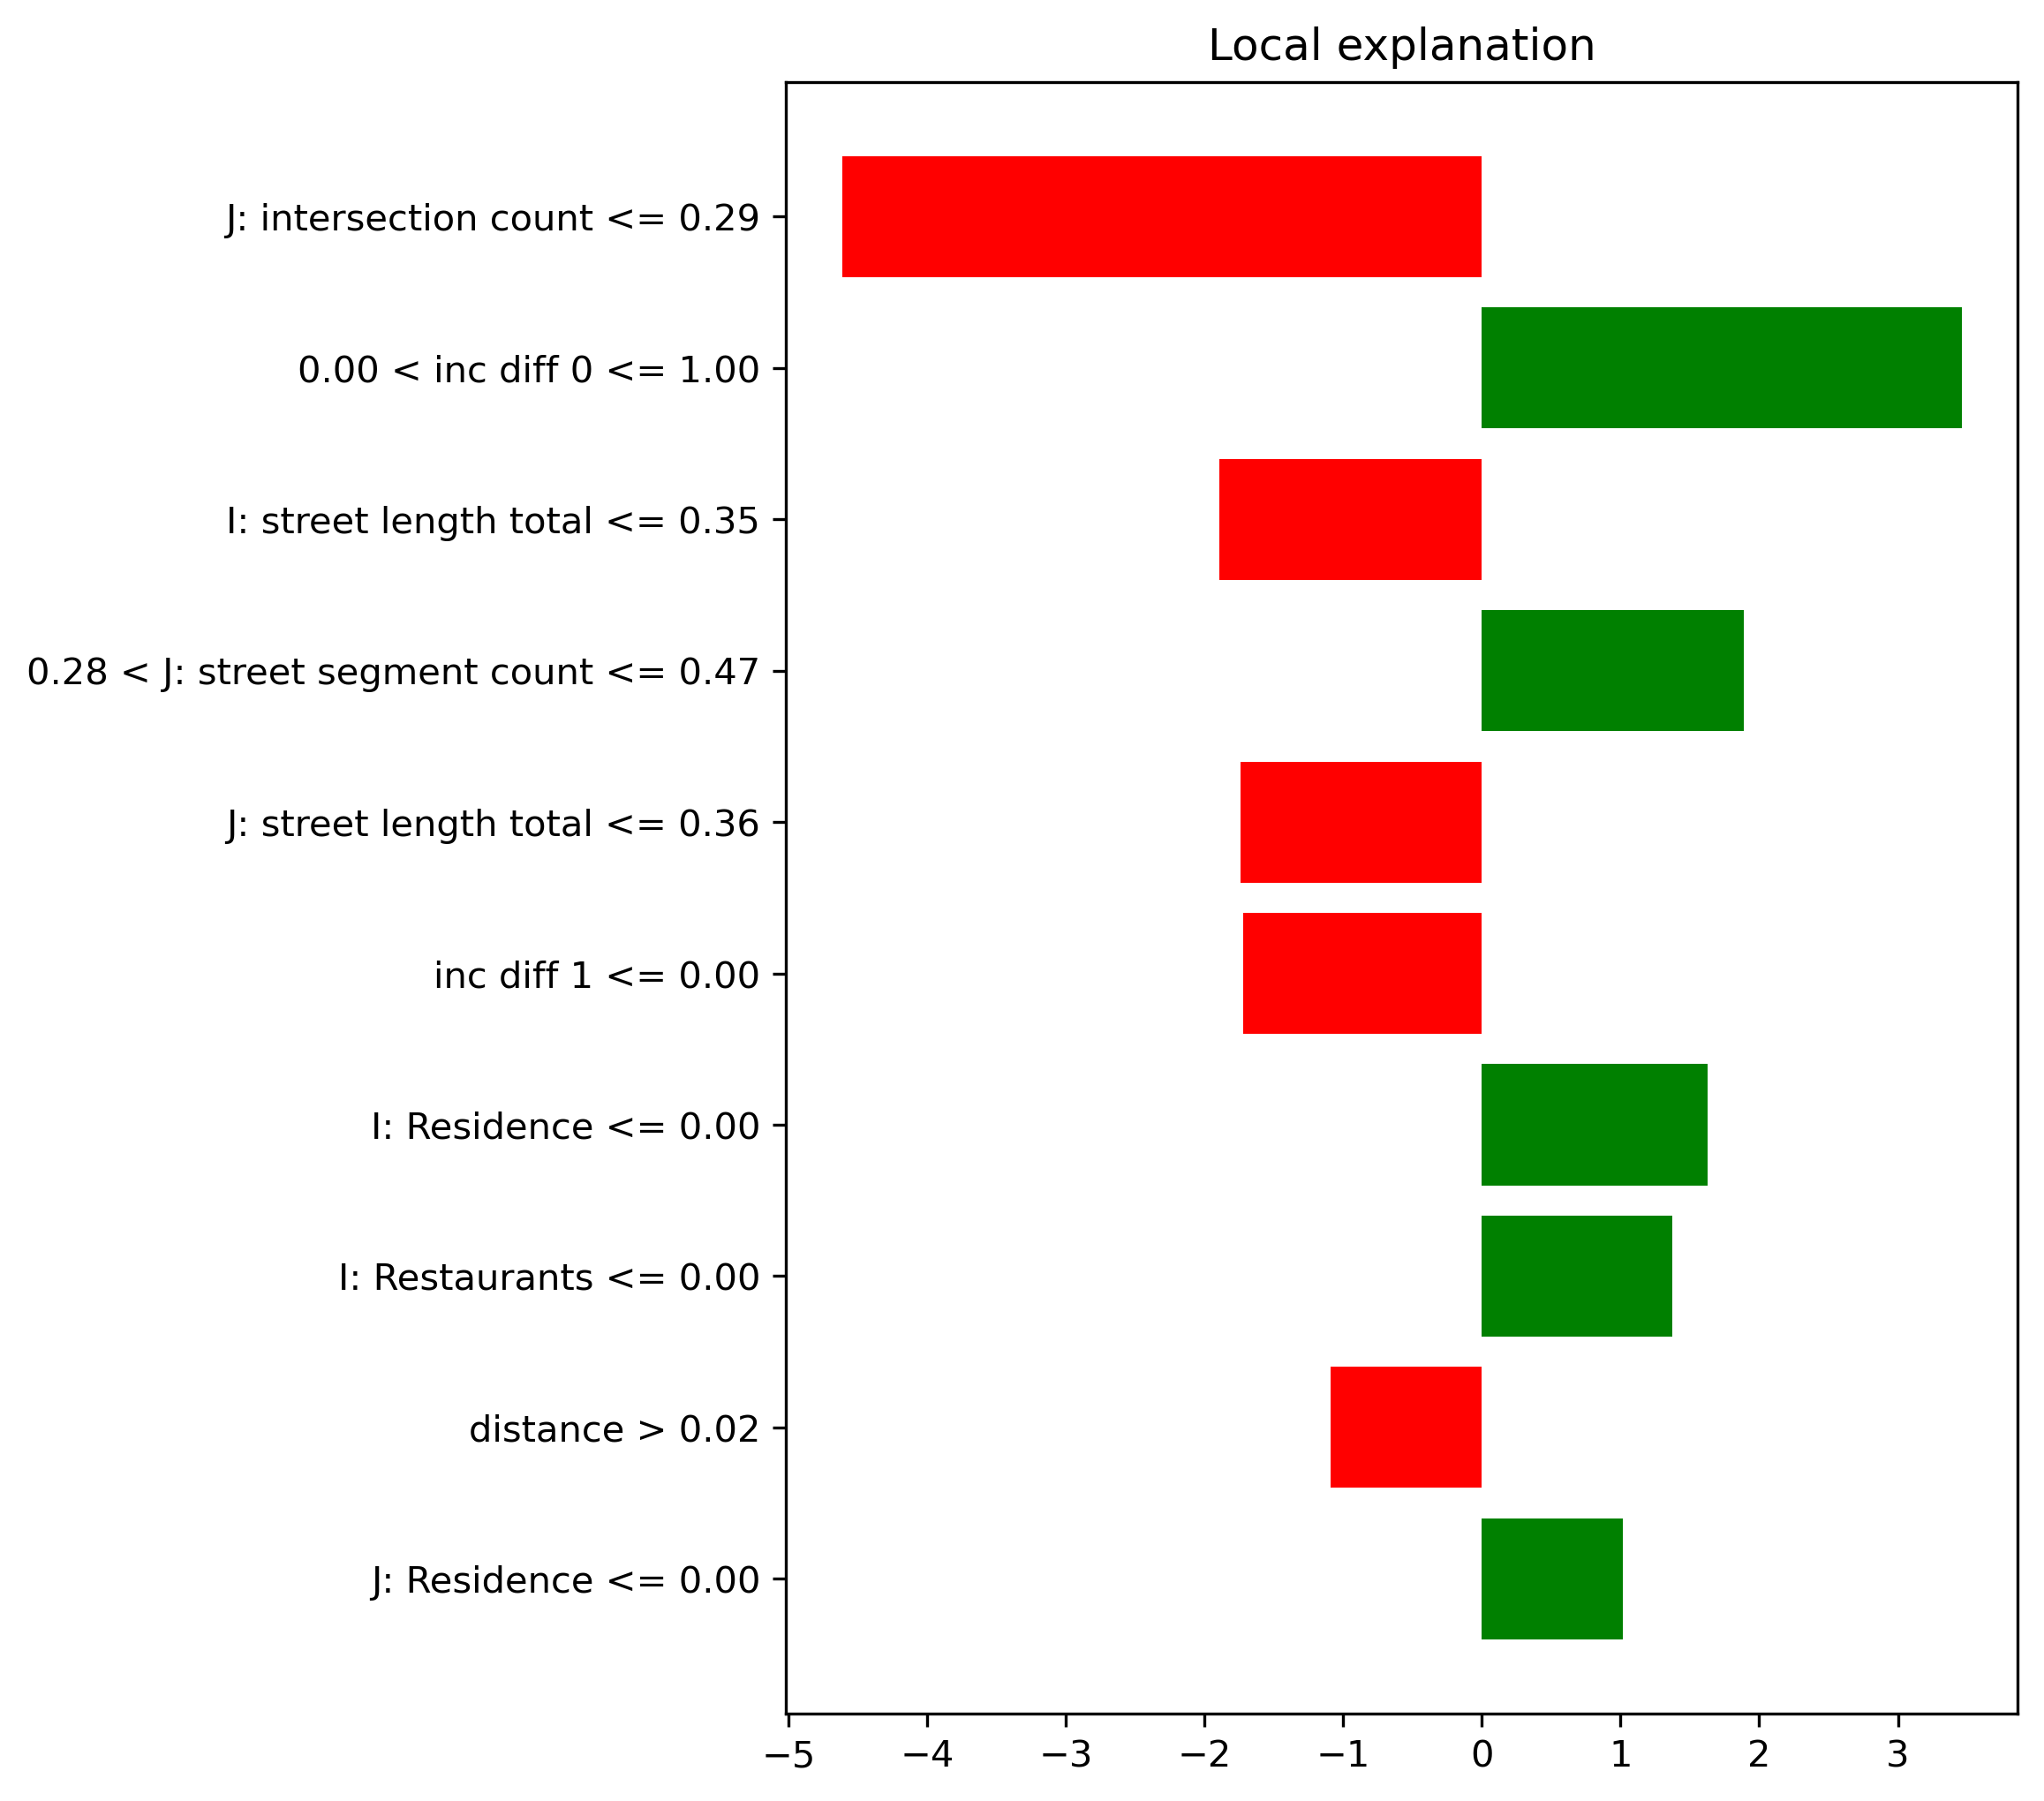 Local explanation
J: intersection count <= 0.29
0.00 < inc diff 0 <= 1.00
I: street length total <= 0.35
0.28 < J: street segment count <= 0.47
J: street length total <= 0.36
inc diff 1 <= 0.00
I: Residence <= 0.00
I: Restaurants <= 0.00
distance > 0.02
J: Residence <= 0.00
−5 −4 −3 −2 −1 0 1 2 3